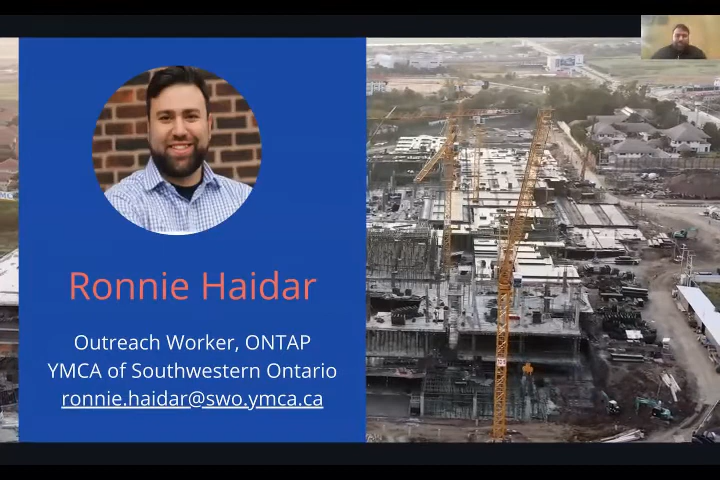 Ronnie Haidar
Outreach Worker, ONTAP
YMCA of Southwestern Ontario
ronnie.haidar@swo.ymca.ca